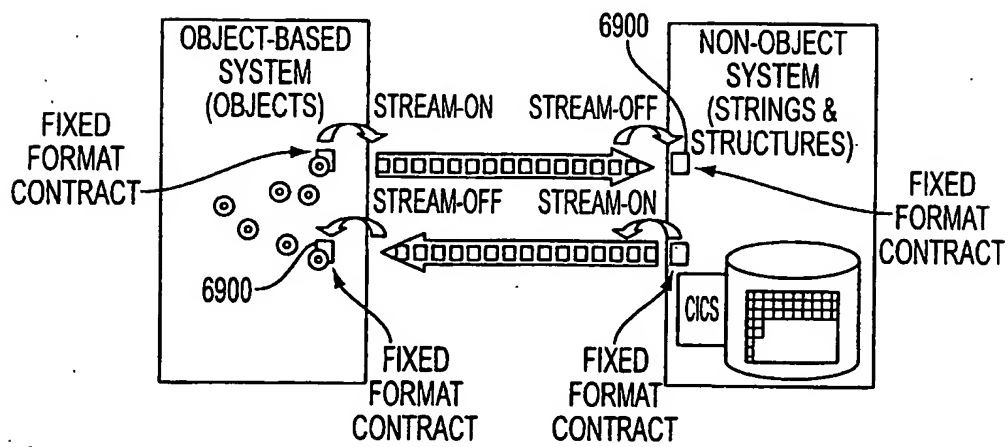 6900
OBJECT-BASED
SYSTEM
(OBJECTS)
NON-OBJECT
SYSTEM
(STRINGS &
STRUCTURES)
STREAM-ON
STREAM-OFF
FIXED
FORMAT
CONTRACT
FIXED
FORMAT
CONTRACT
STREAM-OFF
STREAM-ON
6900
CICS
FIXED
FORMAT
CONTRACT
FIXED
FORMAT
CONTRACT